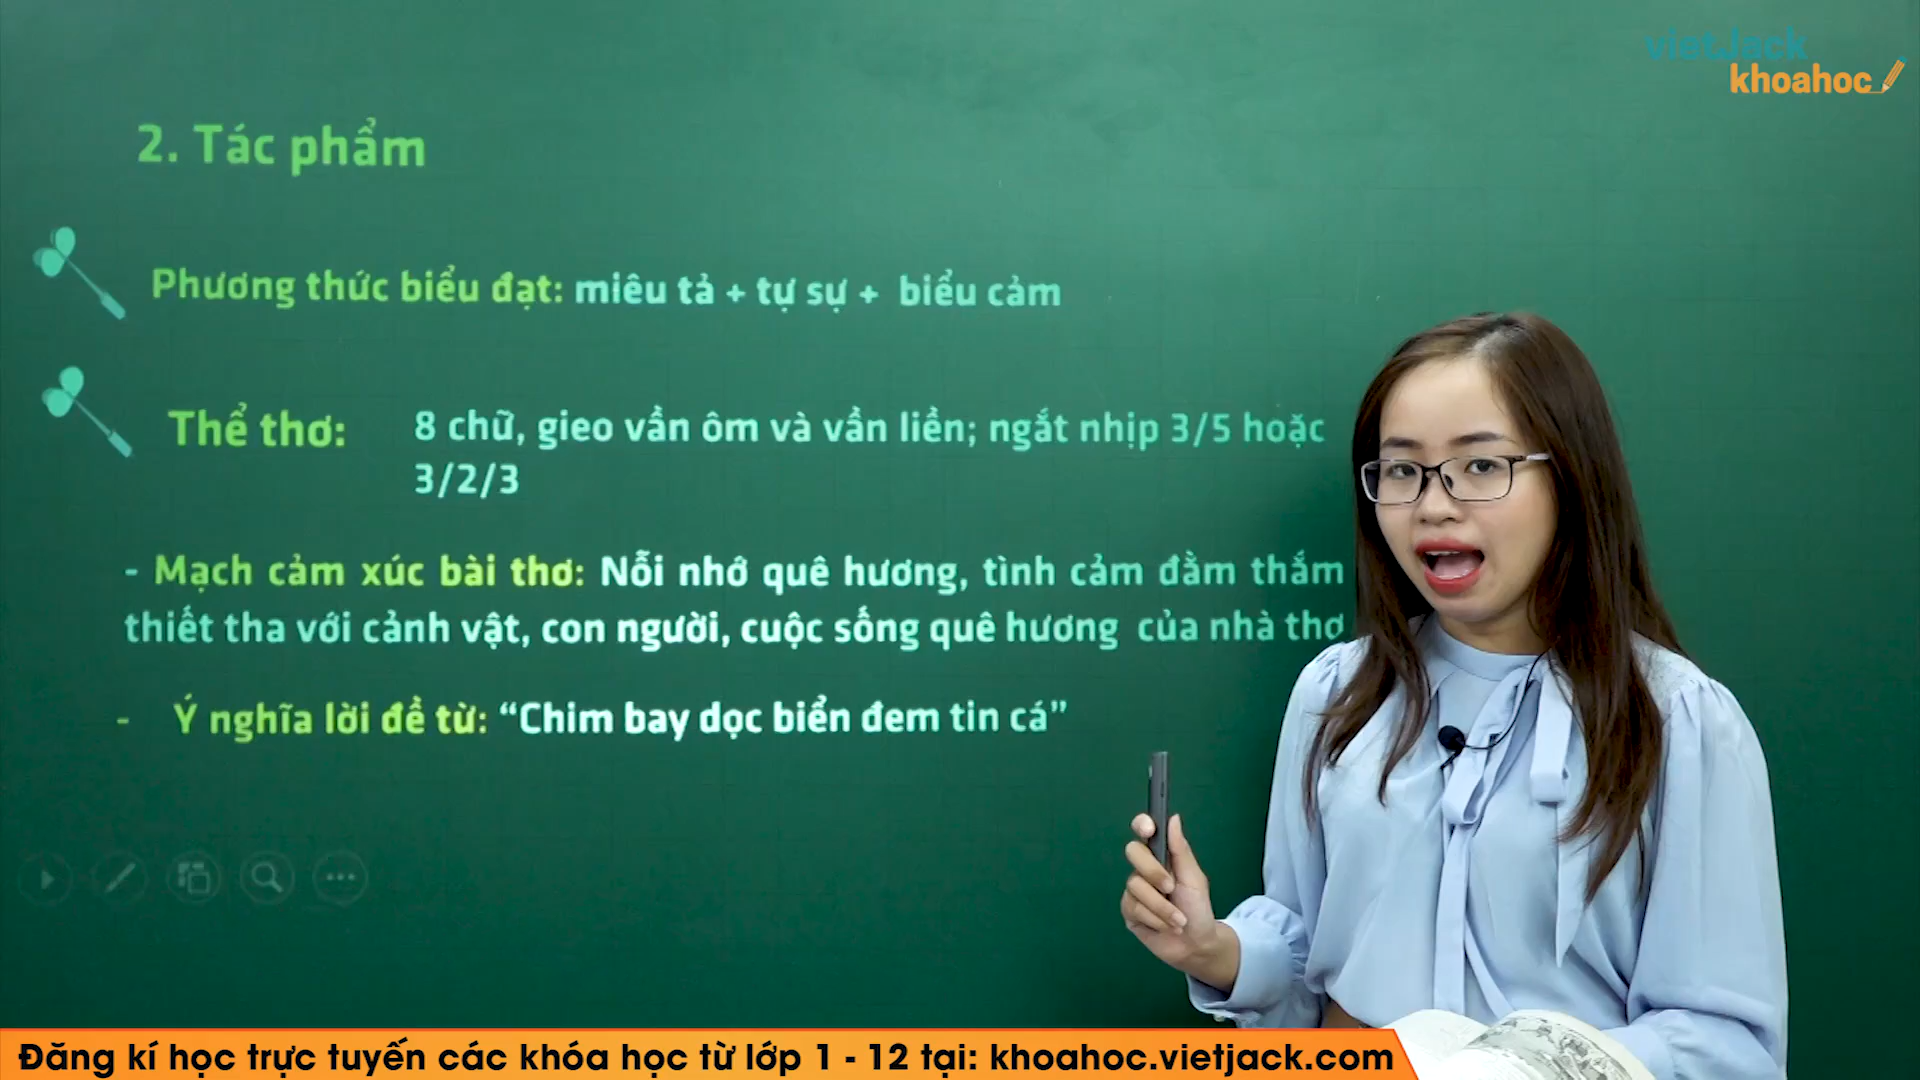 vietJack
khoahoc
2. Tác phẩm
Phương thức biểu đạt: miêu tả + tự sự + biểu cảm
Thể thơ: 8 chữ, gieo vần ôm và vần liền; ngắt nhịp 3/5 hoặc
3/2/3
- Mạch cảm xúc bài thơ: Nỗi nhớ quê hương, tình cảm đằm thắm
thiết tha với cảnh vật, con người, cuộc sống quê hương của nhà thơ
- Ý nghĩa lời đề từ: “Chim bay dọc biển đem tin cá”
Đăng kí học trực tuyến các khóa học từ lớp 1 - 12 tại: khoahoc.vietjack.com